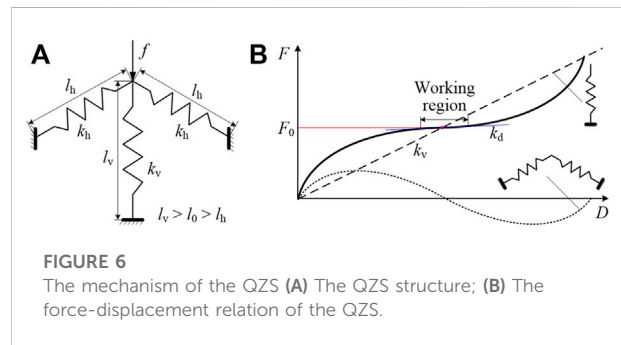 A
f
l_h
l_h
k_h
k_h
l_v
k_v
l_v > l_0 > l_h
B
F
Working
region
F_0
k_v
k_d
D
FIGURE 6
The mechanism of the QZS (A) The QZS structure; (B) The
force-displacement relation of the QZS.